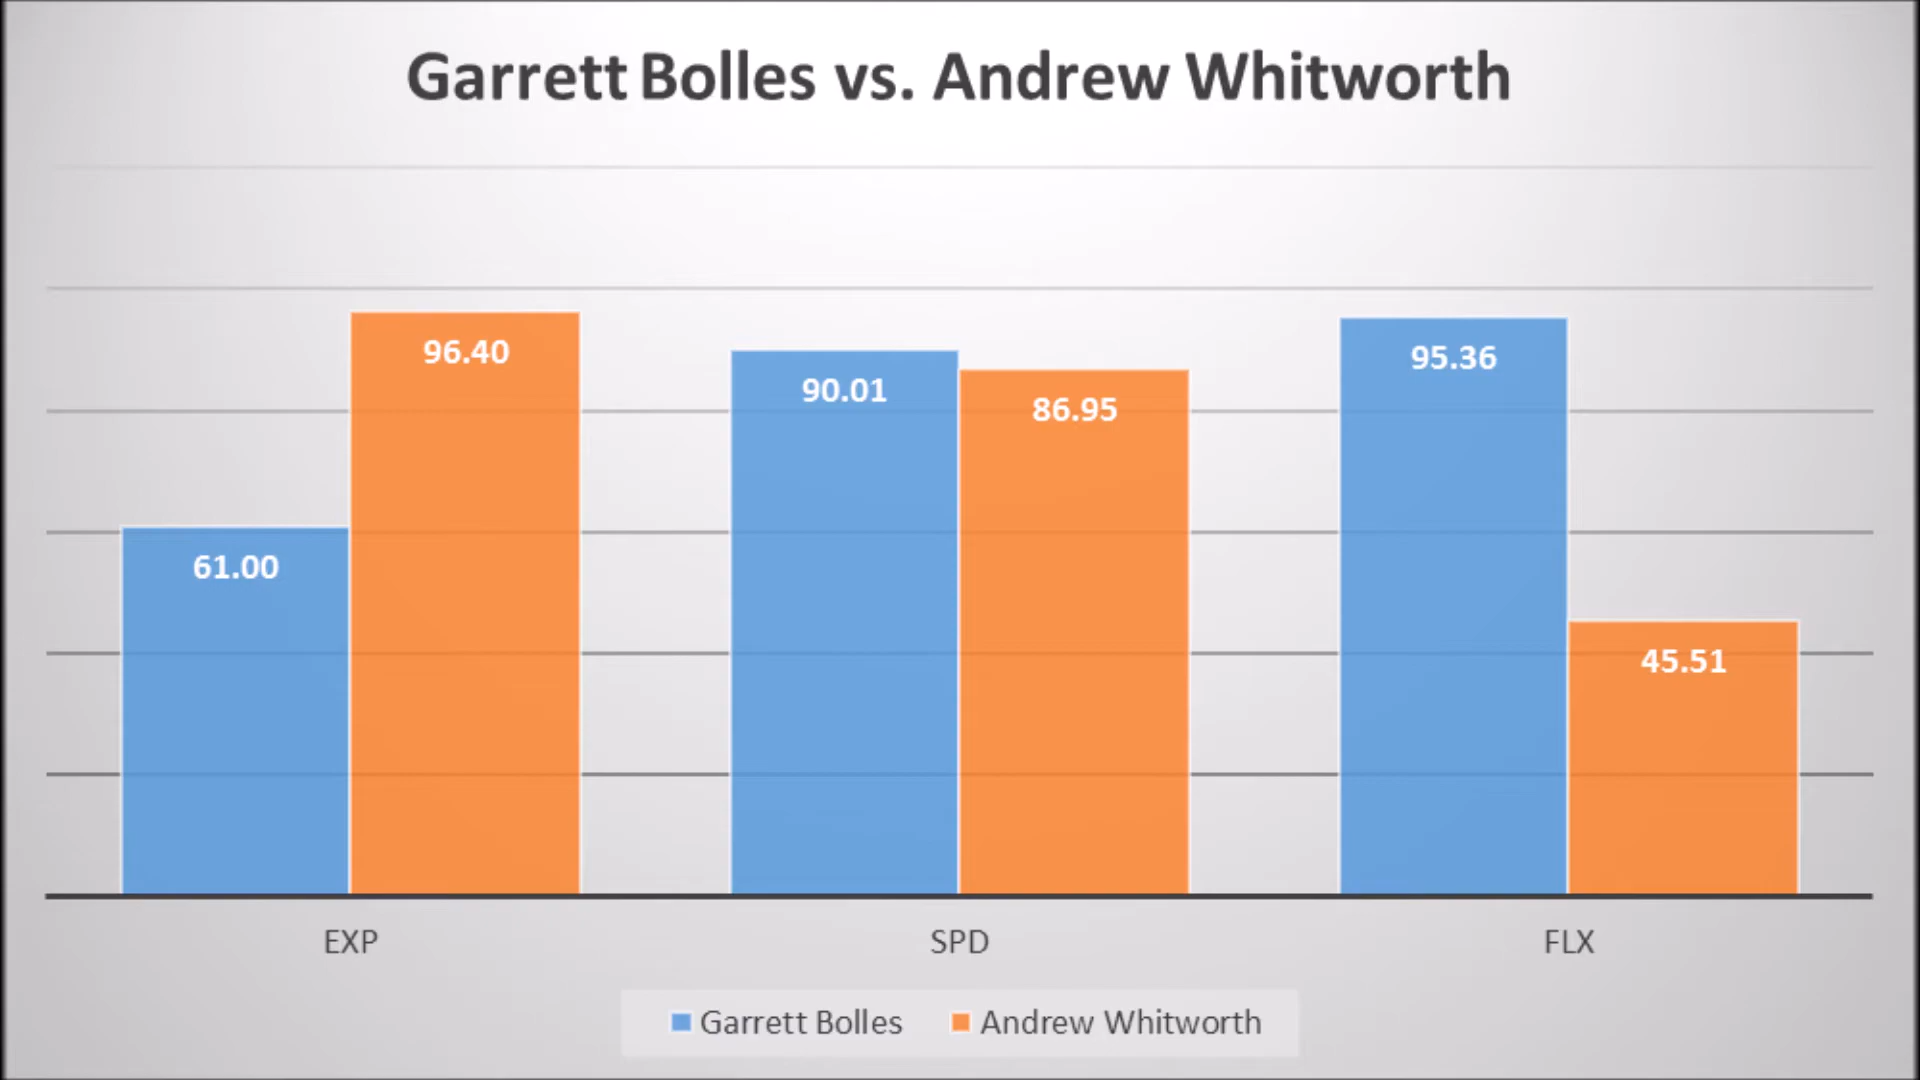 Garrett Bolles vs. Andrew Whitworth
61.00
96.40
90.01
86.95
95.36
45.51
EXP
SPD
FLX
Garrett Bolles
Andrew Whitworth